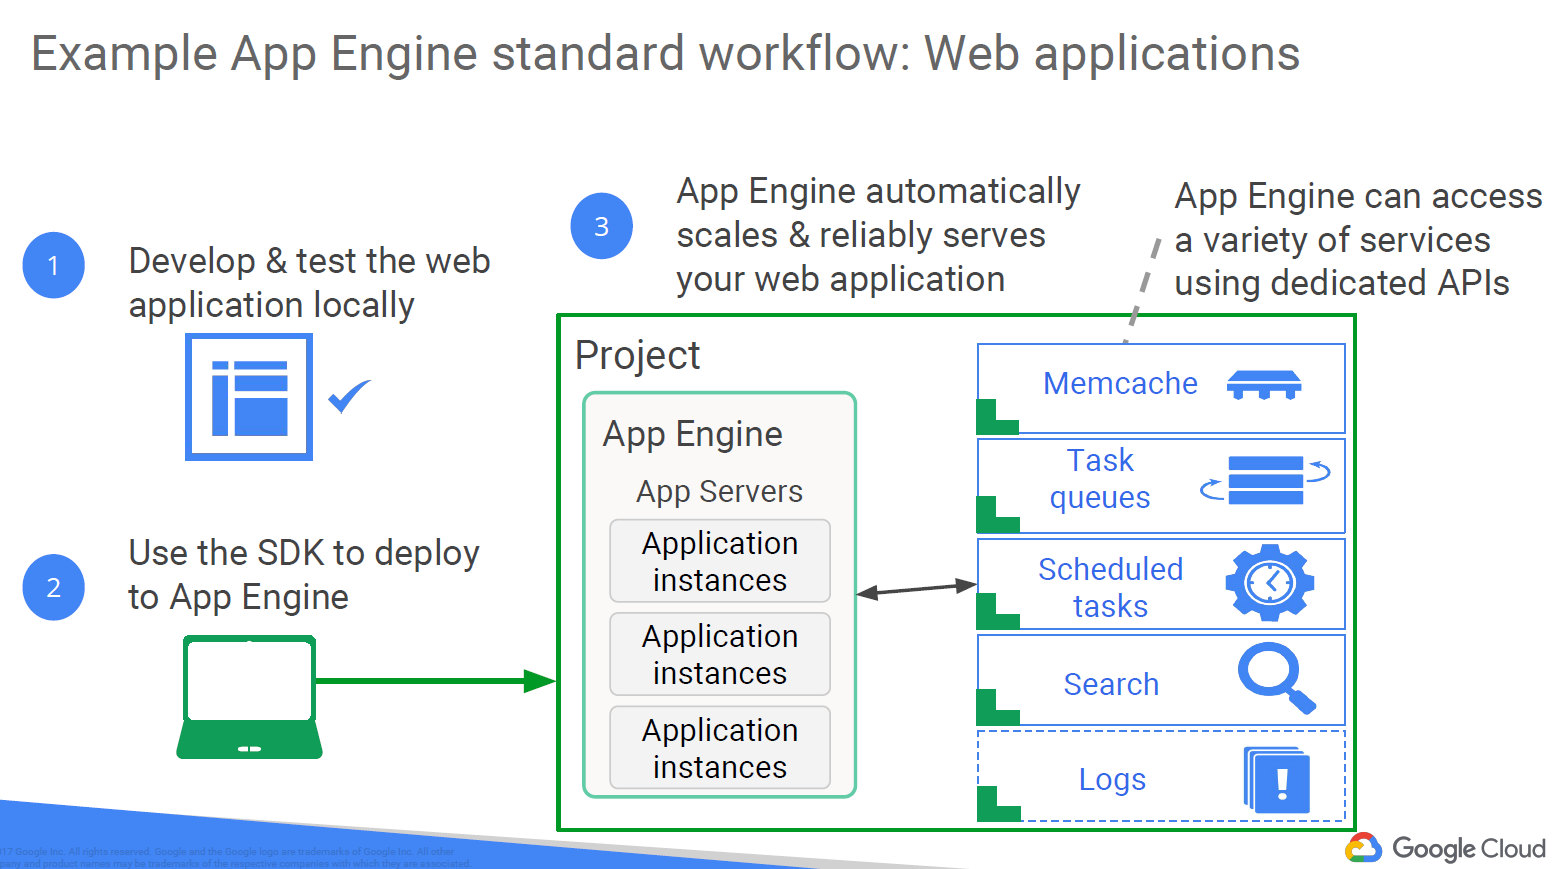 Example App Engine standard workflow: Web applications
1
Develop & test the web
application locally
2
Use the SDK to deploy
to App Engine
3
App Engine automatically
scales & reliably serves
your web application
App Engine can access
a variety of services
using dedicated APIs
Project
App Engine
App Servers
Application
instances
Application
instances
Application
instances
Memcache
Task
queues
Scheduled
tasks
Search
Logs
!
17 Google Inc. All rights reserved. Google and the Google logo are trademarks of Google Inc. All other
pany and product names may be trademarks of the respective companies with which they are associated.
Google Cloud